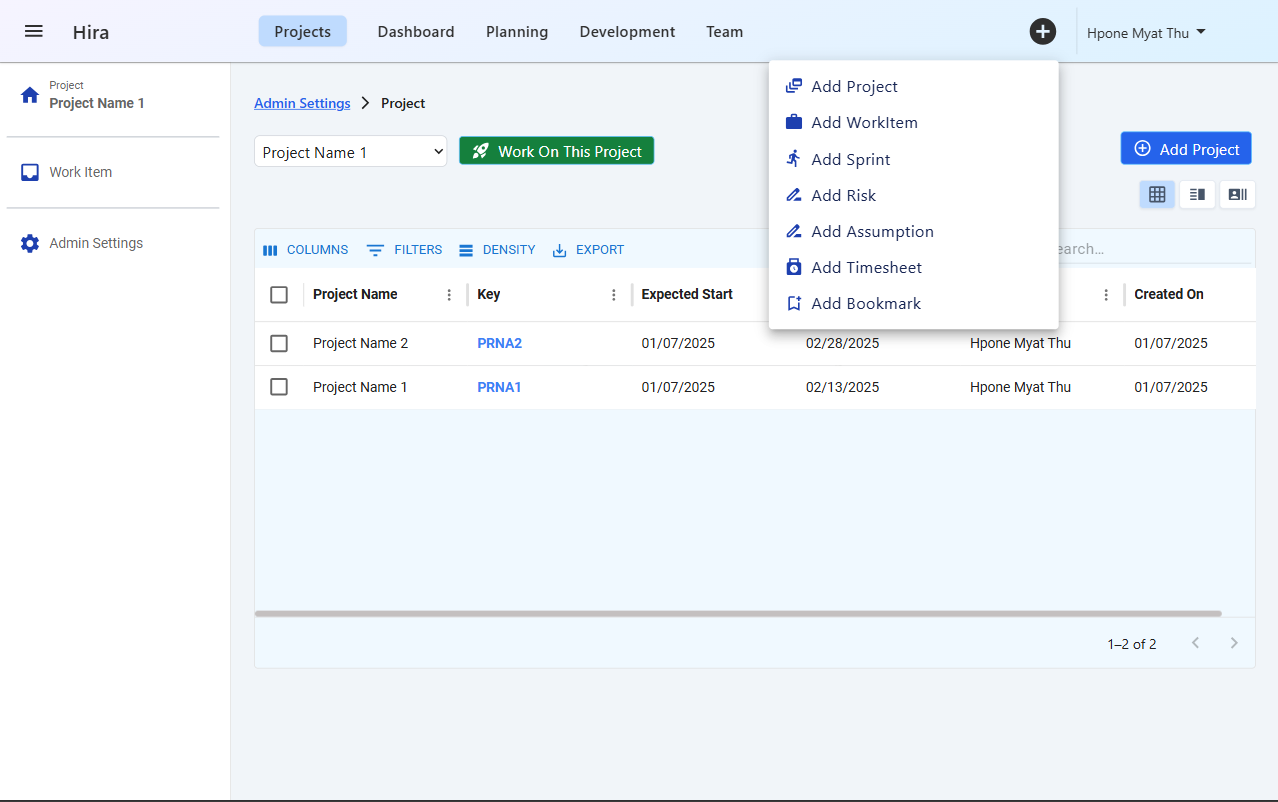 Hira Projects Dashboard Planning Development Team Hpone Myat Thu
Project
Project Name 1
Work Item
Admin Settings
Admin Settings Project
Project Name 1 Work On This Project
Add Project
Add Project
Add WorkItem
Add Sprint
Add Risk
Add Assumption
Add Timesheet
Add Bookmark
COLUMNS FILTERS DENSITY EXPORT
Project Name Key Expected Start Created On
Project Name 2 PRNA2 01/07/2025 02/28/2025 Hpone Myat Thu 01/07/2025
Project Name 1 PRNA1 01/07/2025 02/13/2025 Hpone Myat Thu 01/07/2025
1–2 of 2